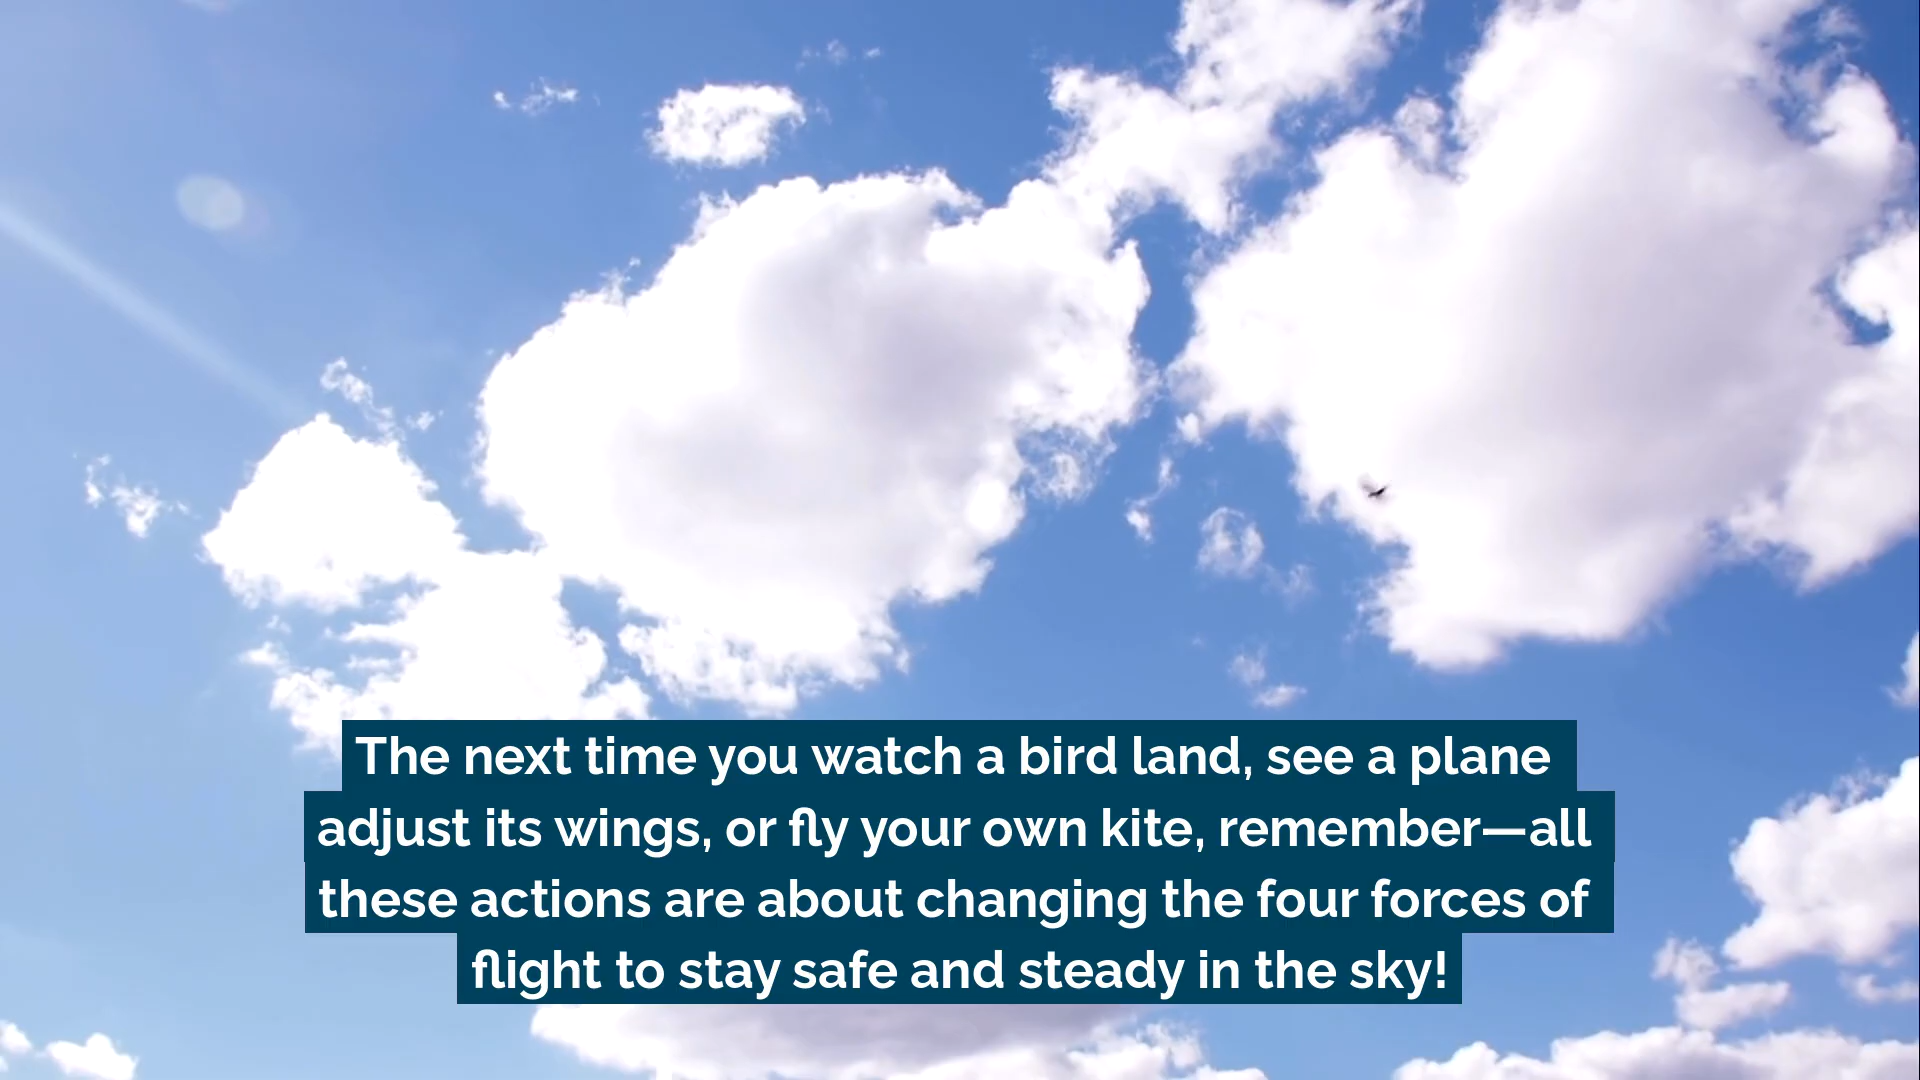 The next time you watch a bird land, see a plane
adjust its wings, or fly your own kite, remember—all
these actions are about changing the four forces of
flight to stay safe and steady in the sky!